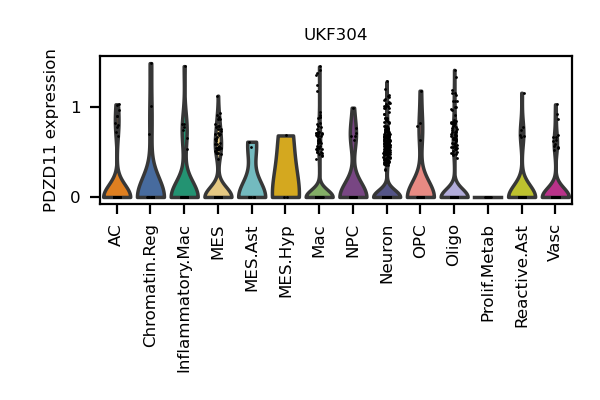 UKF304
PDZD11 expression
1
0
AC
Chromatin.Reg
Inflammatory.Mac
MES
MES.Ast
MES.Hyp
Mac
NPC
Neuron
OPC
Oligo
Prolif.Metab
Reactive.Ast
Vasc